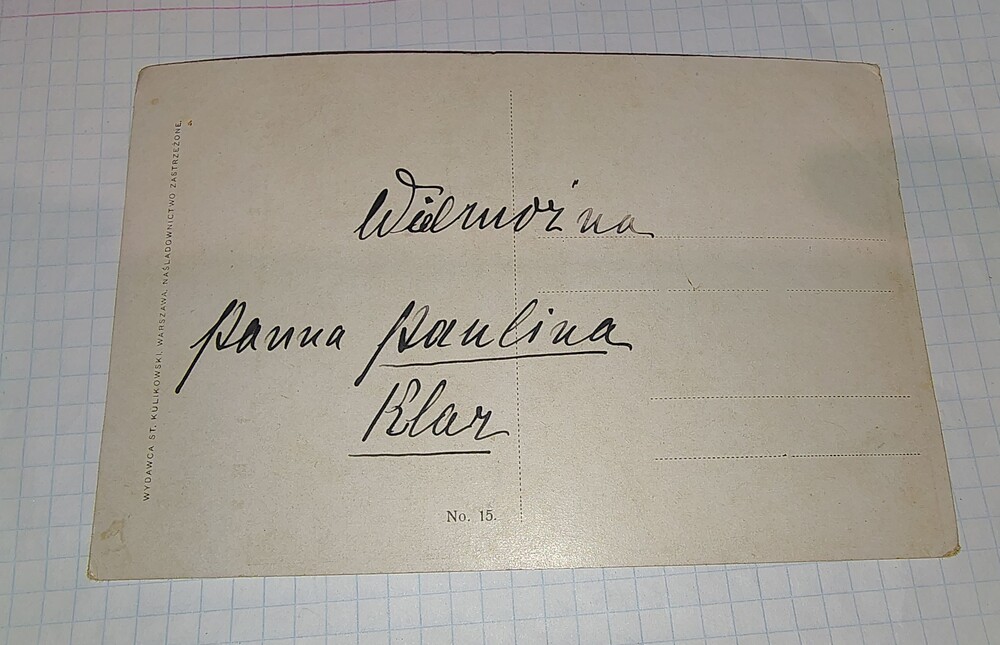 Wielmożna
Panna Paulina
Klar
No. 15.
WYDAWCA ST. KULIKOWSKI, WARSZAWA. NAŚLADOWNICTWO ZASTRZEŻONE.